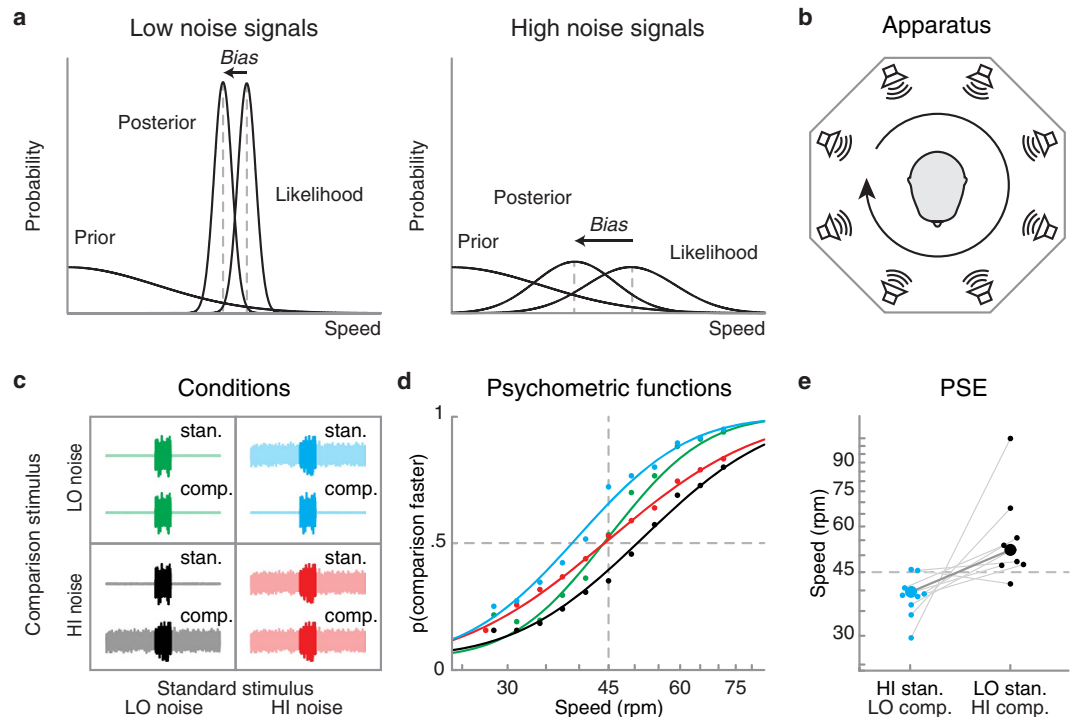 a
Low noise signals
Bias
Posterior
Likelihood
Prior
Probability
Speed
High noise signals
Posterior
Bias
Prior
Likelihood
Probability
Speed
b
Apparatus
c
Conditions
stan.
comp.
stan.
comp.
stan.
comp.
stan.
comp.
Comparison stimulus
LO noise
HI noise
Standard stimulus
LO noise
HI noise
d
Psychometric functions
p(comparison faster)
1
.5
0
30
45
60
75
Speed (rpm)
e
PSE
Speed (rpm)
90
75
60
45
30
HI stan.
LO comp.
LO stan.
HI comp.